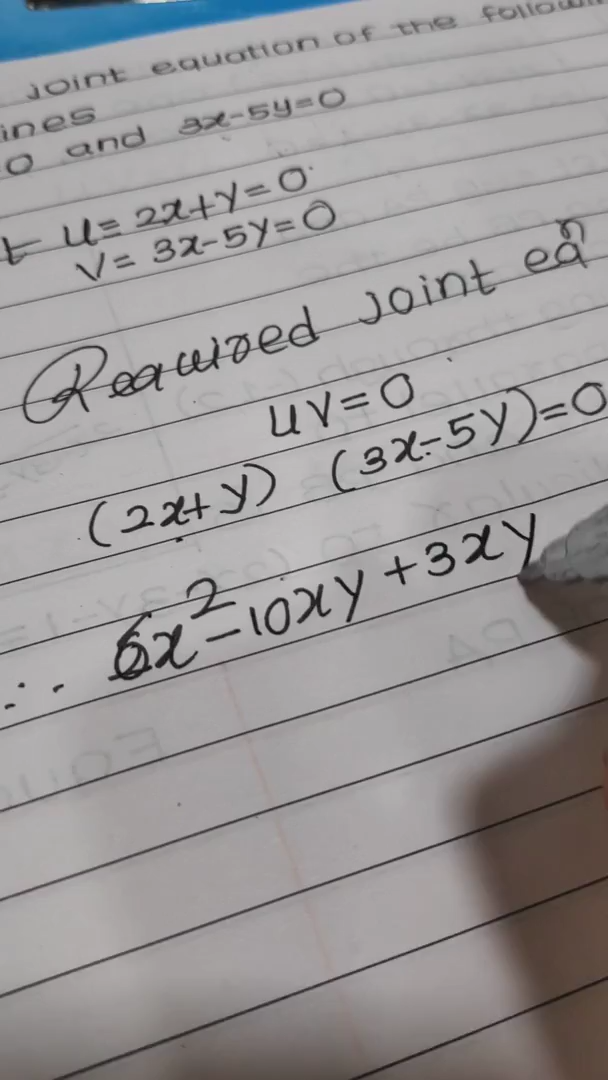 Joint equation of the
ines
0 and 3x-5y=0
t u = 2x+y=0
v = 3x-5y=0
Required Joint eqn
uv=0
(2x+y) (3x-5y)=0
∴ 6x²-10xy+3xy